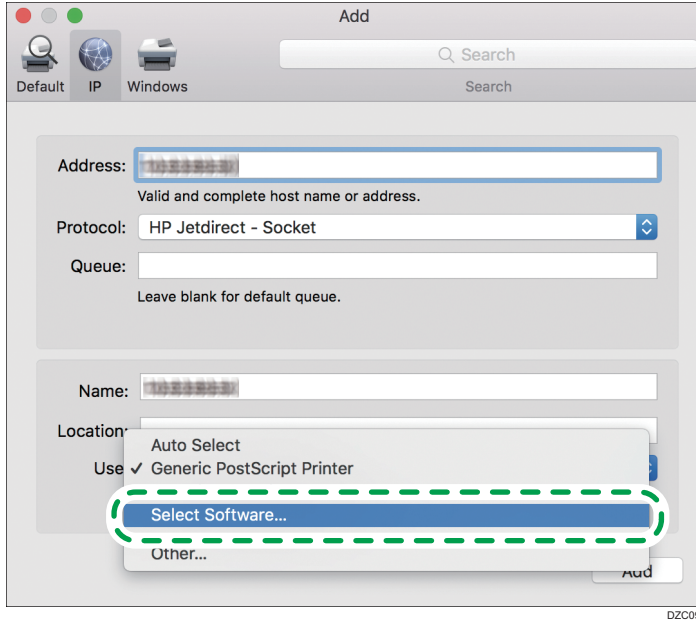 Add
Search
Default IP Windows Search
Address:
Valid and complete host name or address.
Protocol: HP Jetdirect - Socket
Queue:
Leave blank for default queue.
Name:
Location:
Auto Select
Use ✓ Generic PostScript Printer
Select Software...
Other...
Add